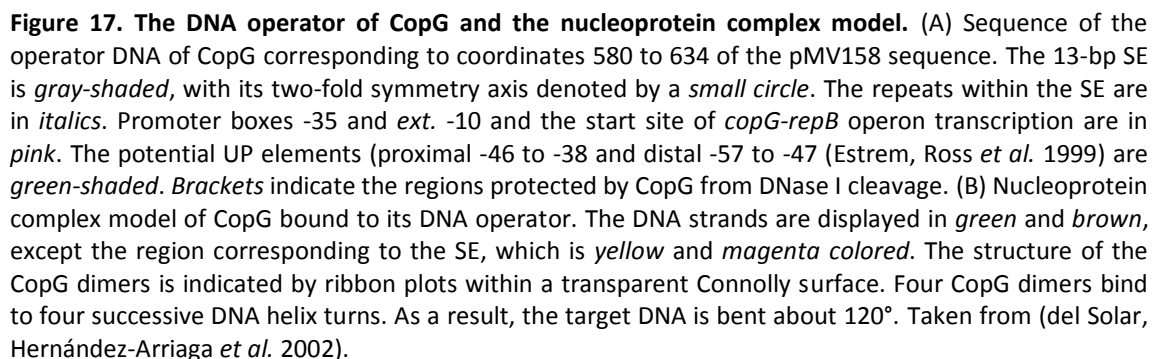 Figure 17. The DNA operator of CopG and the nucleoprotein complex model. (A) Sequence of the
operator DNA of CopG corresponding to coordinates 580 to 634 of the pMV158 sequence. The 13-bp SE
is gray-shaded, with its two-fold symmetry axis denoted by a small circle. The repeats within the SE are
in italics. Promoter boxes -35 and ext. -10 and the start site of copG-repB operon transcription are in
pink. The potential UP elements (proximal -46 to -38 and distal -57 to -47 (Estrem, Ross et al. 1999) are
green-shaded. Brackets indicate the regions protected by CopG from DNase I cleavage. (B) Nucleoprotein
complex model of CopG bound to its DNA operator. The DNA strands are displayed in green and brown,
except the region corresponding to the SE, which is yellow and magenta colored. The structure of the
CopG dimers is indicated by ribbon plots within a transparent Connolly surface. Four CopG dimers bind
to four successive DNA helix turns. As a result, the target DNA is bent about 120°. Taken from (del Solar,
Hernández-Arriaga et al. 2002).